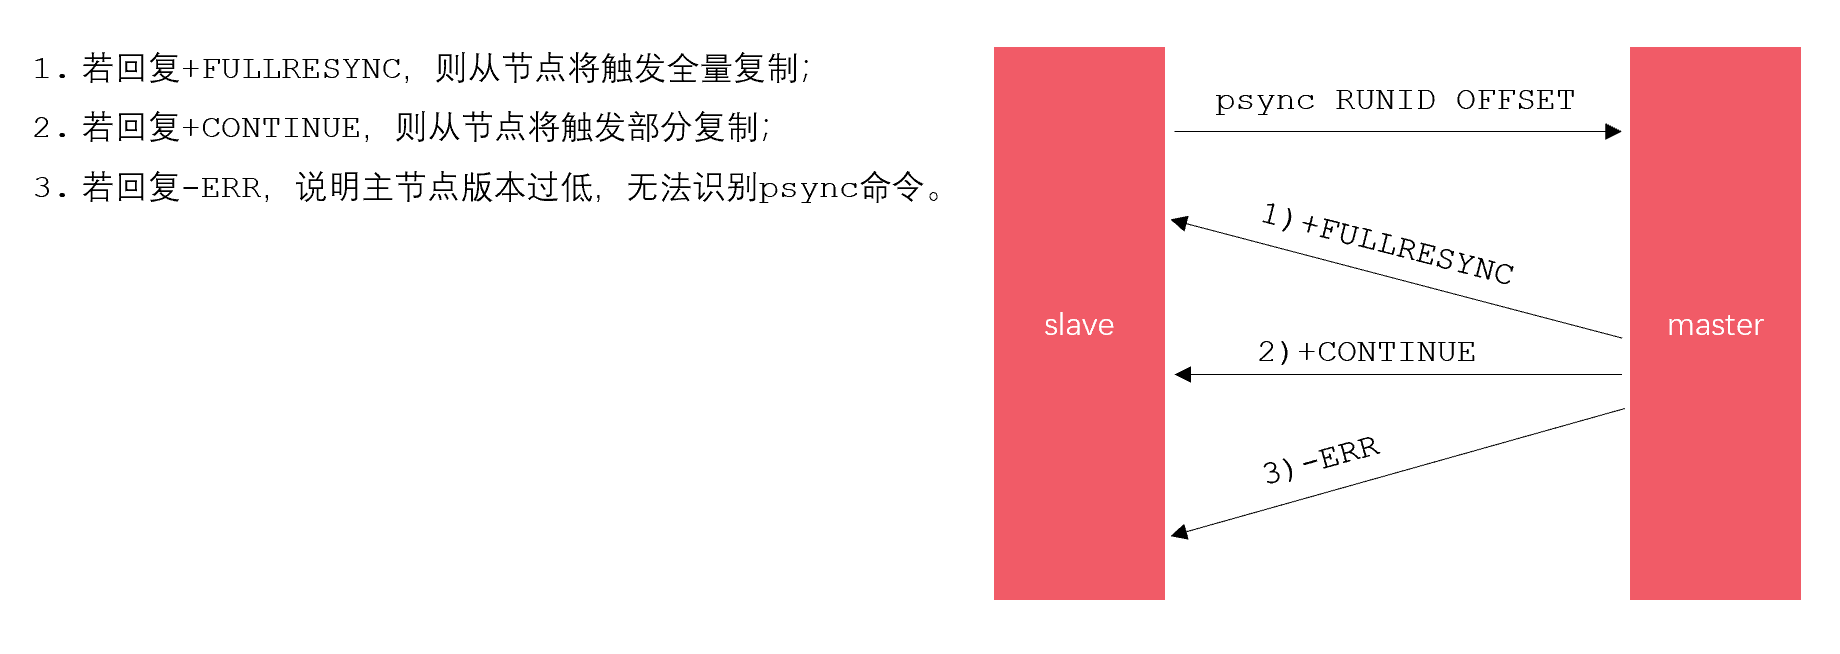 1. 若回复+FULLRESYNC，则从节点将触发全量复制；
2. 若回复+CONTINUE，则从节点将触发部分复制；
3. 若回复-ERR，说明主节点版本过低，无法识别psync命令。
psync RUNID OFFSET
1)+FULLRESYNC
slave
master
2)+CONTINUE
3)-ERR